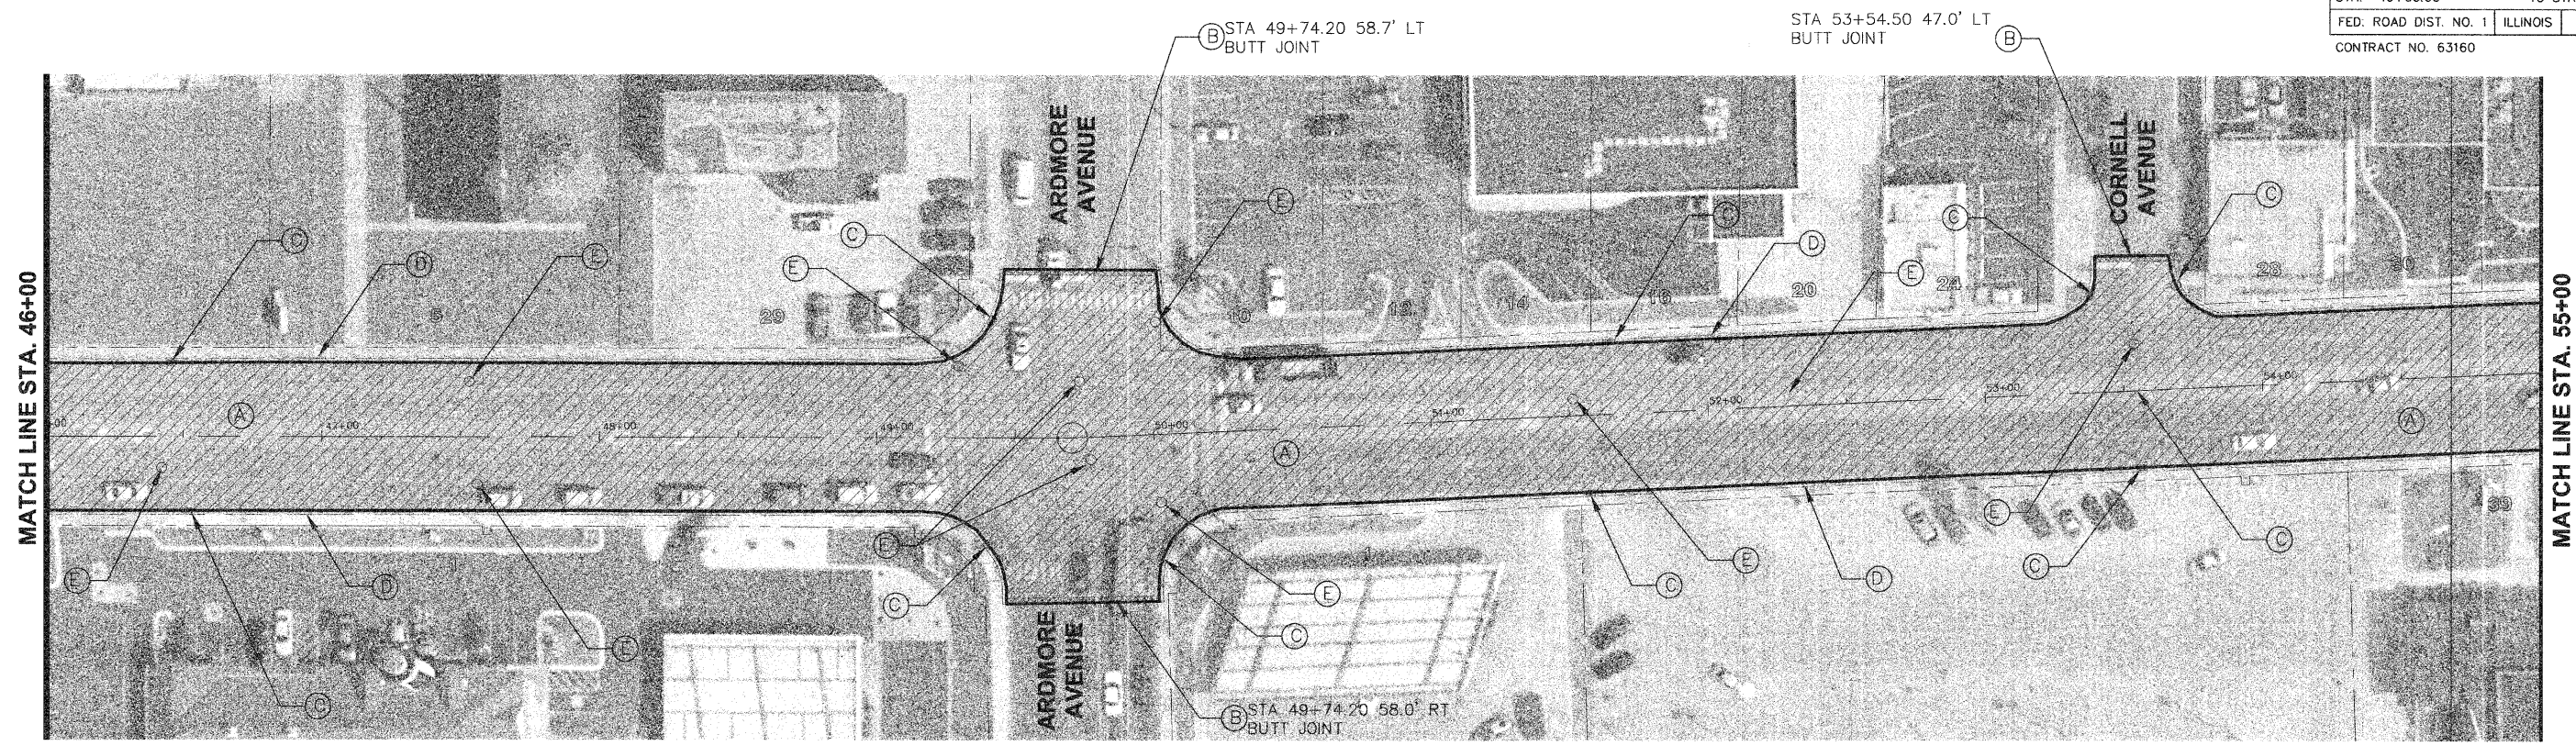 FED. ROAD DIST. NO. 1 ILLINOIS
CONTRACT NO. 63160
STA 49+74.20 58.7' LT
BUTT JOINT
B
STA 53+54.50 47.0' LT
BUTT JOINT
B
MATCH LINE STA. 46+00
ARDMORE
AVENUE
CORNELL
AVENUE
MATCH LINE STA. 55+00
C
D
E
E
C
E
C
D
E
C
C
5
29
10
12
14
16
20
24
28
30
A
47+00
48+00
49+00
50+00
51+00
52+00
53+00
54+00
A
A
E
C
D
E
C
E
C
C
E
D
E
C
C
39
1
ARDMORE
AVENUE
B
STA 49+74.20 58.0' RT
BUTT JOINT